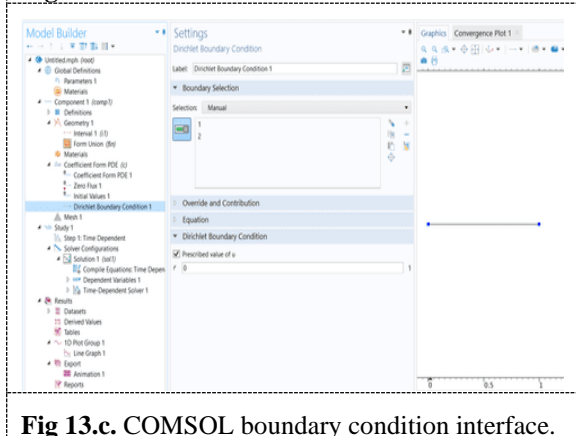 Model Builder
Untitled.mph (root)
Global Definitions
Parameters 1
Materials
Component 1 (comp1)
Definitions
Geometry 1
Interval 1 (i1)
Form Union (fin)
Materials
Coefficient Form PDE (c)
Coefficient Form PDE 1
Zero Flux 1
Initial Values 1
Dirichlet Boundary Condition 1
Mesh 1
Study 1
Step 1: Time Dependent
Solver Configurations
Solution 1 (sol1)
Compile Equations: Time Depen
Dependent Variables 1
Time-Dependent Solver 1
Results
Datasets
Derived Values
Tables
1D Plot Group 1
Line Graph 1
Export
Animation 1
Reports
Settings
Dirichlet Boundary Condition
Label: Dirichlet Boundary Condition 1
Boundary Selection
Selection: Manual
1
2
Override and Contribution
Equation
Dirichlet Boundary Condition
Prescribed value of u
r 0 1
Graphics Convergence Plot 1
0 0.5 1
Fig 13.c. COMSOL boundary condition interface.